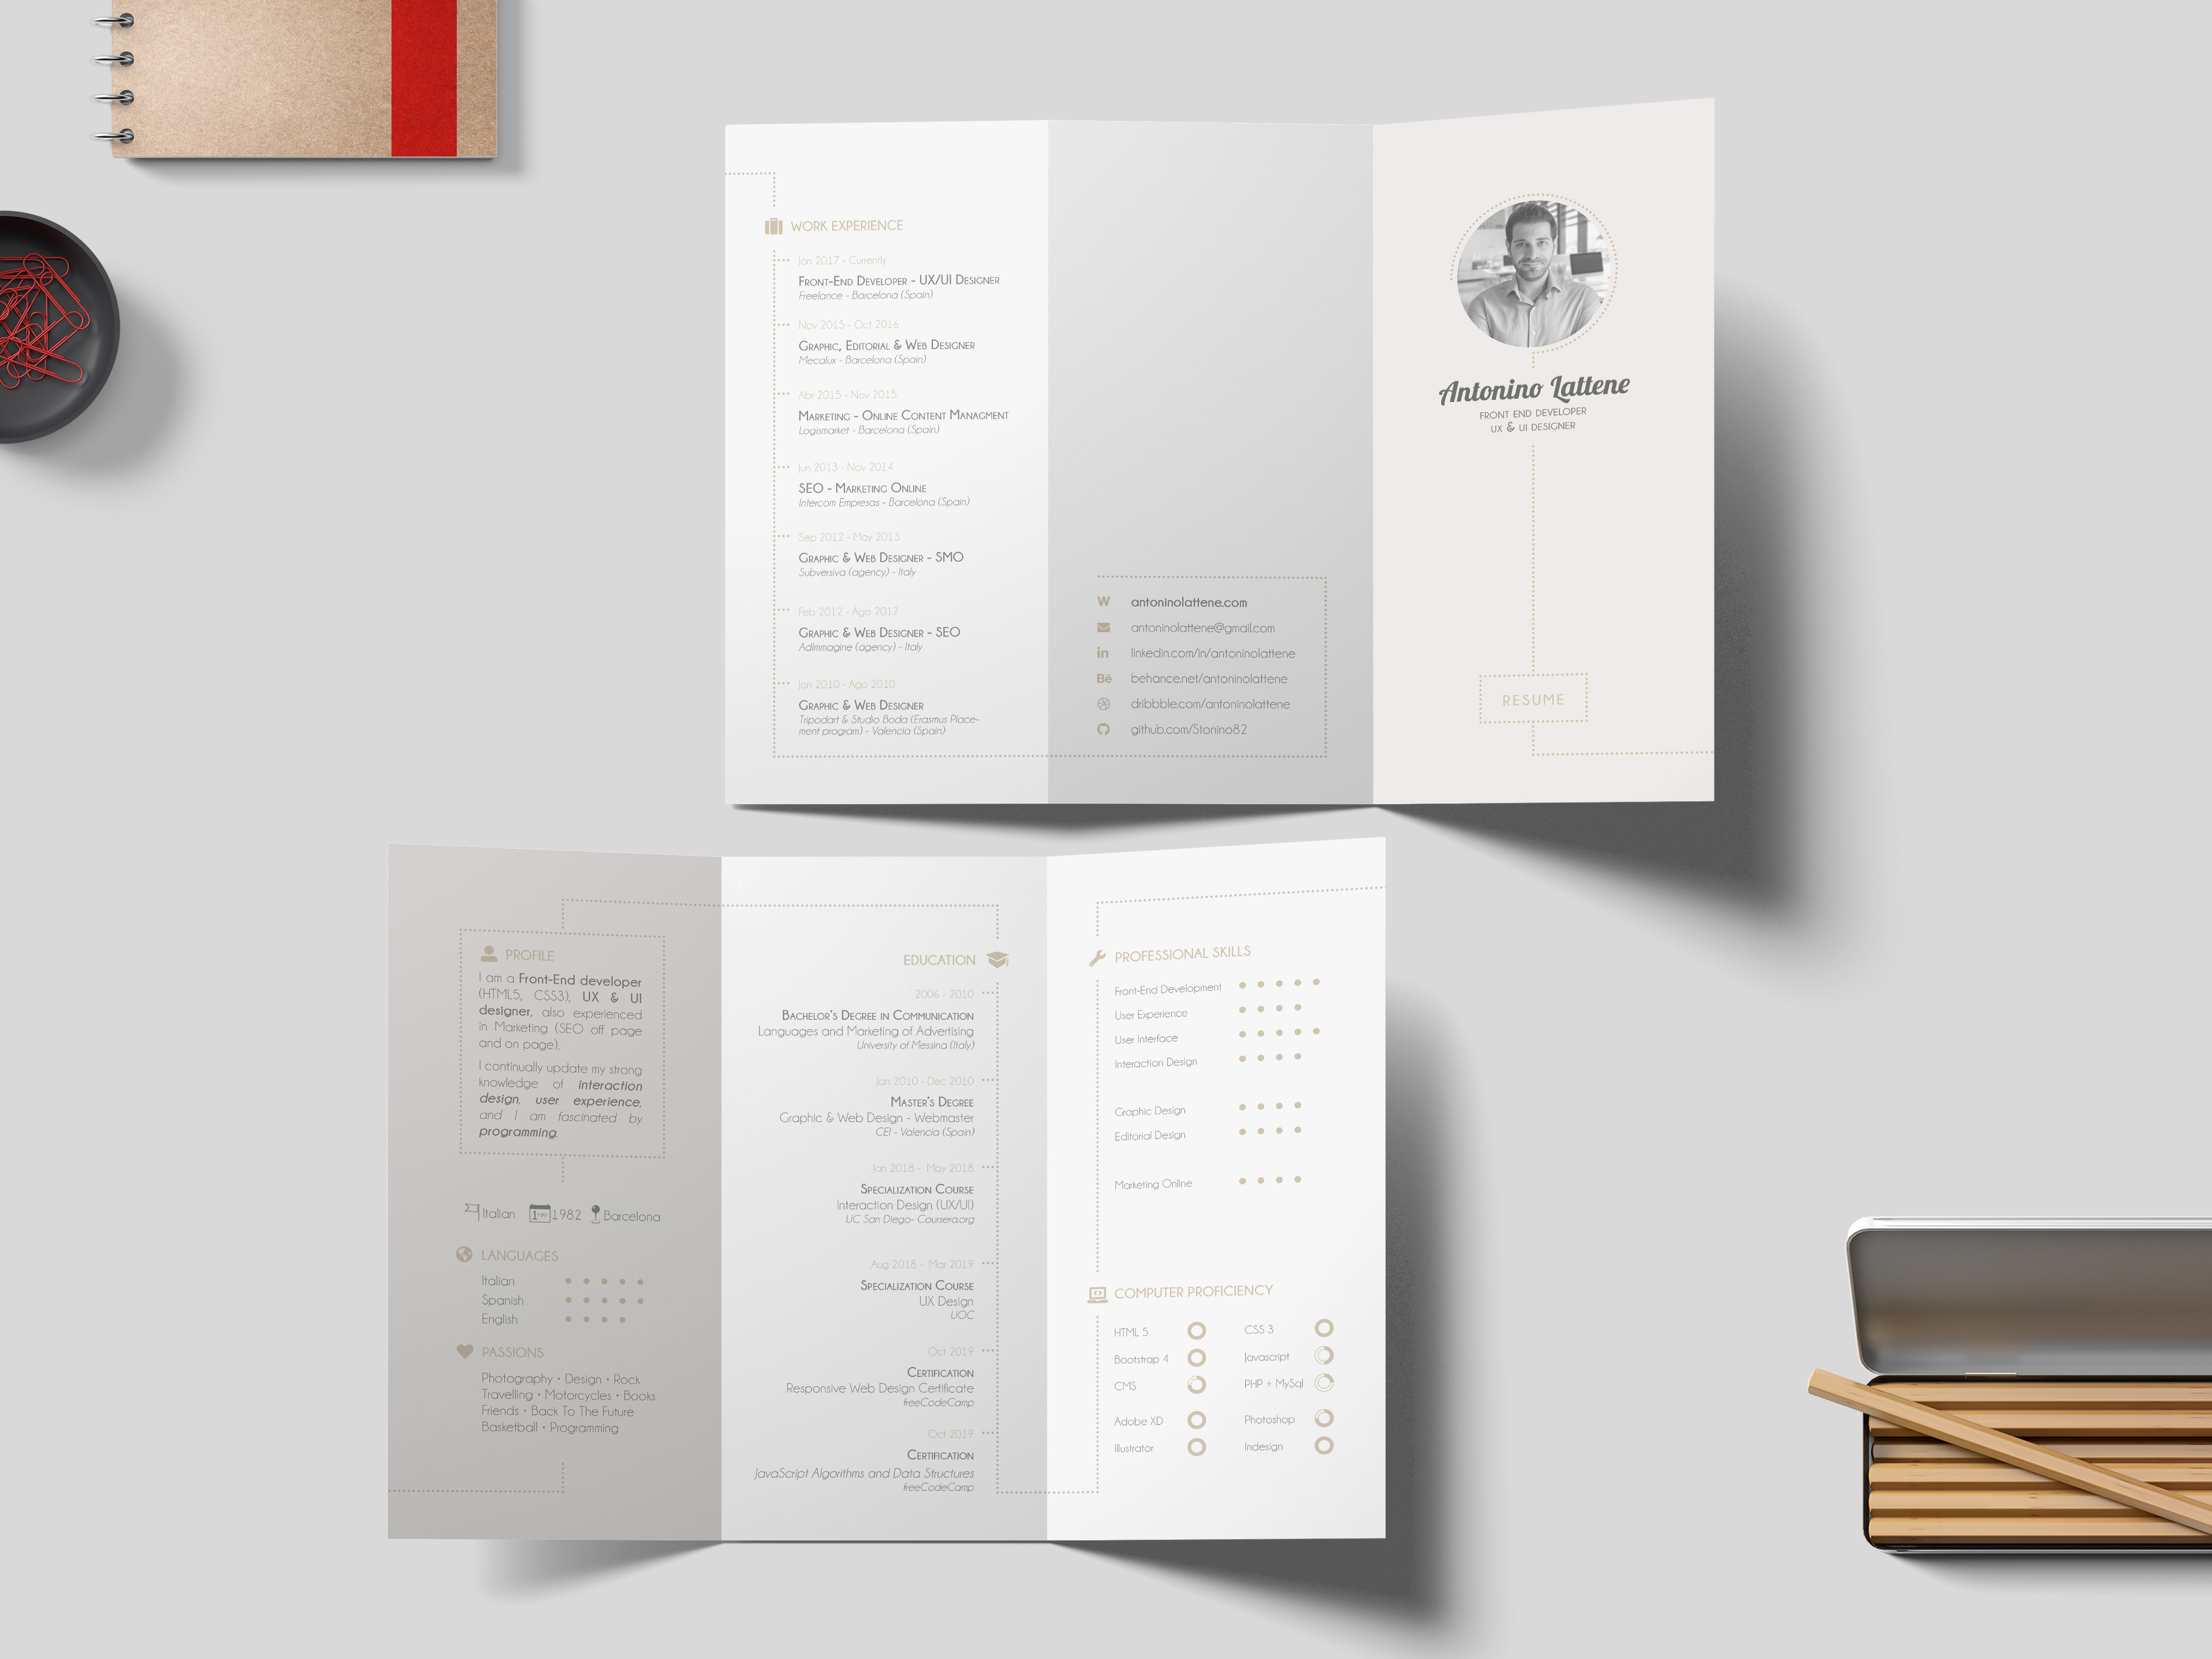 WORK EXPERIENCE
Jan 2017 - Currently
Front-End Developer - UX/UI Designer
Freelance - Barcelona (Spain)
Nov 2015 - Oct 2016
Graphic, Editorial & Web Designer
Mecalux - Barcelona (Spain)
Abr 2015 - Nov 2015
Marketing - Online Content Managment
Logismarket - Barcelona (Spain)
Jun 2013 - Nov 2014
SEO - Marketing Online
Intercom Empresas - Barcelona (Spain)
Sep 2012 - May 2013
Graphic & Web Designer - SMO
Subversiva (agency) - Italy
Feb 2012 - Ago 2012
Graphic & Web Designer - SEO
AdImmagine (agency) - Italy
Jan 2010 - Ago 2010
Graphic & Web Designer
Tripodart & Studio Boda (Erasmus Place-
ment program) - Valencia (Spain)
W antoninolattene.com
antoninolattene@gmail.com
in linkedin.com/in/antoninolattene
Bē behance.net/antoninolattene
dribbble.com/antoninolattene
github.com/Stonino82
Antonino Lattene
FRONT END DEVELOPER
UX & UI DESIGNER
RESUME
PROFILE
I am a Front-End developer
(HTML5, CSS3), UX & UI
designer, also experienced
in Marketing (SEO off page
and on page).
I continually update my strong
knowledge of interaction
design, user experience,
and I am fascinated by
programming.
Italian 1982 Barcelona
LANGUAGES
Italian
Spanish
English
PASSIONS
Photography • Design • Rock
Travelling • Motorcycles • Books
Friends • Back To The Future
Basketball • Programming
EDUCATION
2006 - 2010
Bachelor's Degree in Communication
Languages and Marketing of Advertising
University of Messina (Italy)
Jan 2010 - Dec 2010
Master's Degree
Graphic & Web Design - Webmaster
CEI - Valencia (Spain)
Jan 2018 - May 2018
Specialization Course
Interaction Design (UX/UI)
UC San Diego- Coursera.org
Aug 2018 - Mar 2019
Specialization Course
UX Design
UOC
Oct 2019
Certification
Responsive Web Design Certificate
freeCodeCamp
Oct 2019
Certification
JavaScript Algorithms and Data Structures
freeCodeCamp
PROFESSIONAL SKILLS
Front-End Development
User Experience
User Interface
Interaction Design
Graphic Design
Editorial Design
Marketing Online
COMPUTER PROFICIENCY
HTML 5 CSS 3
Bootstrap 4 Javascript
CMS PHP + MySql
Adobe XD Photoshop
Illustrator Indesign